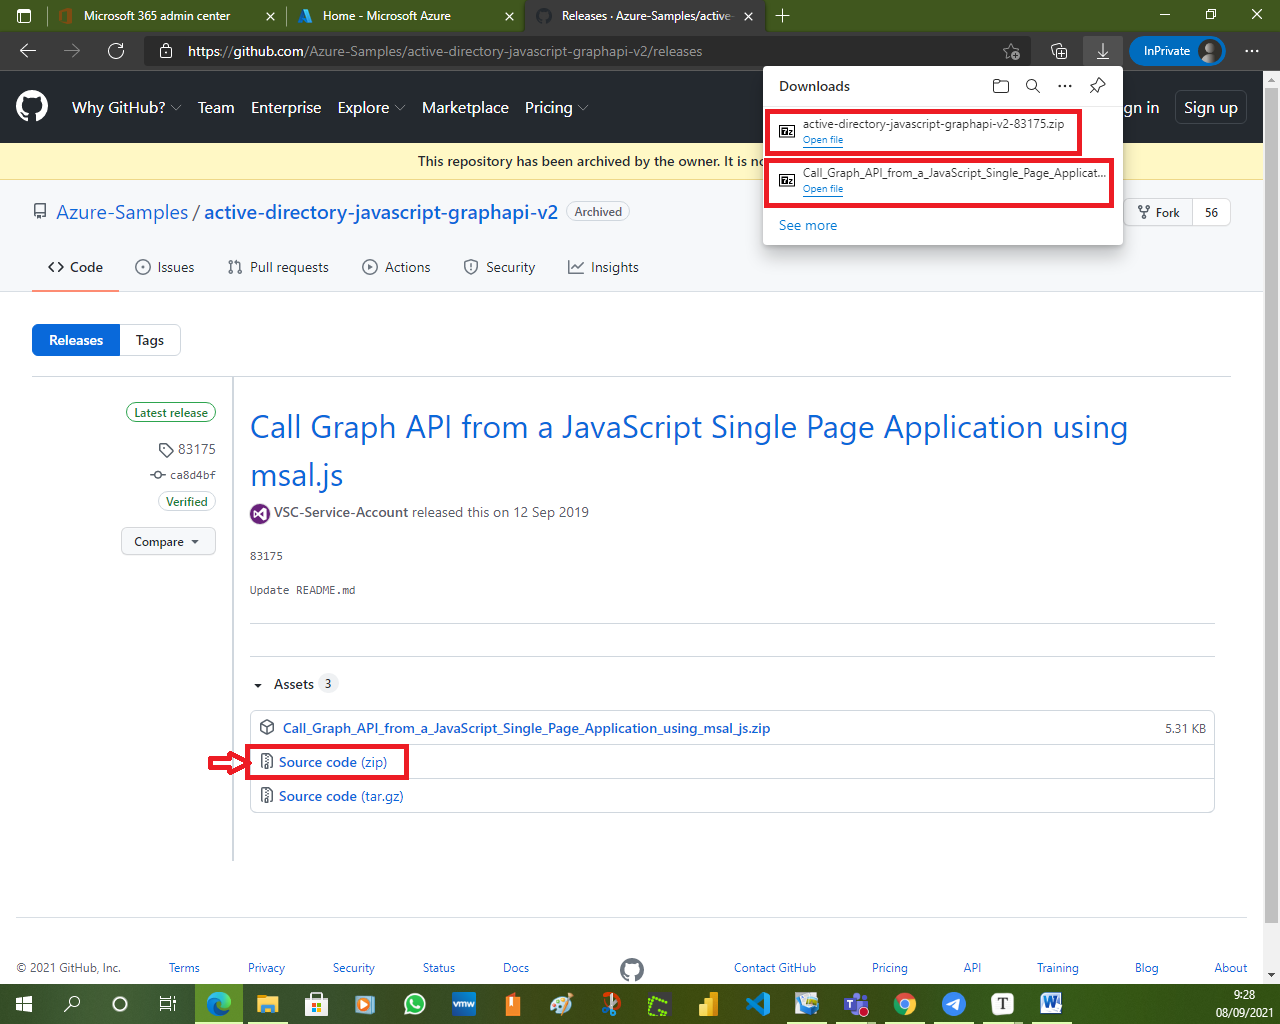 Microsoft 365 admin center
Home - Microsoft Azure
Releases · Azure-Samples/active-
https://github.com/Azure-Samples/active-directory-javascript-graphapi-v2/releases
InPrivate
Downloads
active-directory-javascript-graphapi-v2-83175.zip
Open file
Call_Graph_API_from_a_JavaScript_Single_Page_Applicat...
Open file
See more
Why GitHub?
Team
Enterprise
Explore
Marketplace
Pricing
gn in
Sign up
This repository has been archived by the owner. It is no
Azure-Samples / active-directory-javascript-graphapi-v2
Archived
Fork
56
Code
Issues
Pull requests
Actions
Security
Insights
Releases
Tags
Latest release
83175
ca8d4bf
Verified
Compare
Call Graph API from a JavaScript Single Page Application using
msal.js
VSC-Service-Account released this on 12 Sep 2019
83175
Update README.md
Assets 3
Call_Graph_API_from_a_JavaScript_Single_Page_Application_using_msal_js.zip
5.31 KB
Source code (zip)
Source code (tar.gz)
© 2021 GitHub, Inc.
Terms
Privacy
Security
Status
Docs
Contact GitHub
Pricing
API
Training
Blog
About
vmw
T
W
9:28
08/09/2021